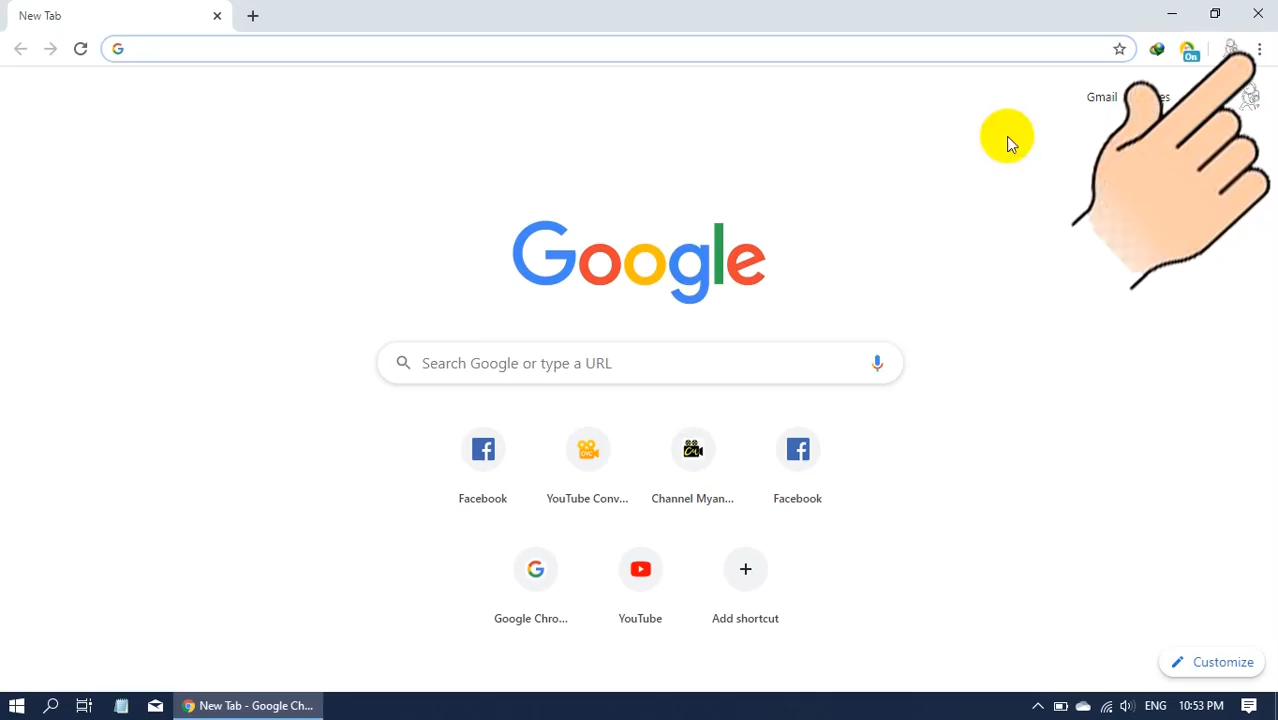 New Tab
On
Gmail
Google
Search Google or type a URL
Facebook
YouTube Conv...
Channel Myan...
Facebook
Google Chro...
YouTube
Add shortcut
Customize
New Tab - Google Ch...
ENG
10:53 PM